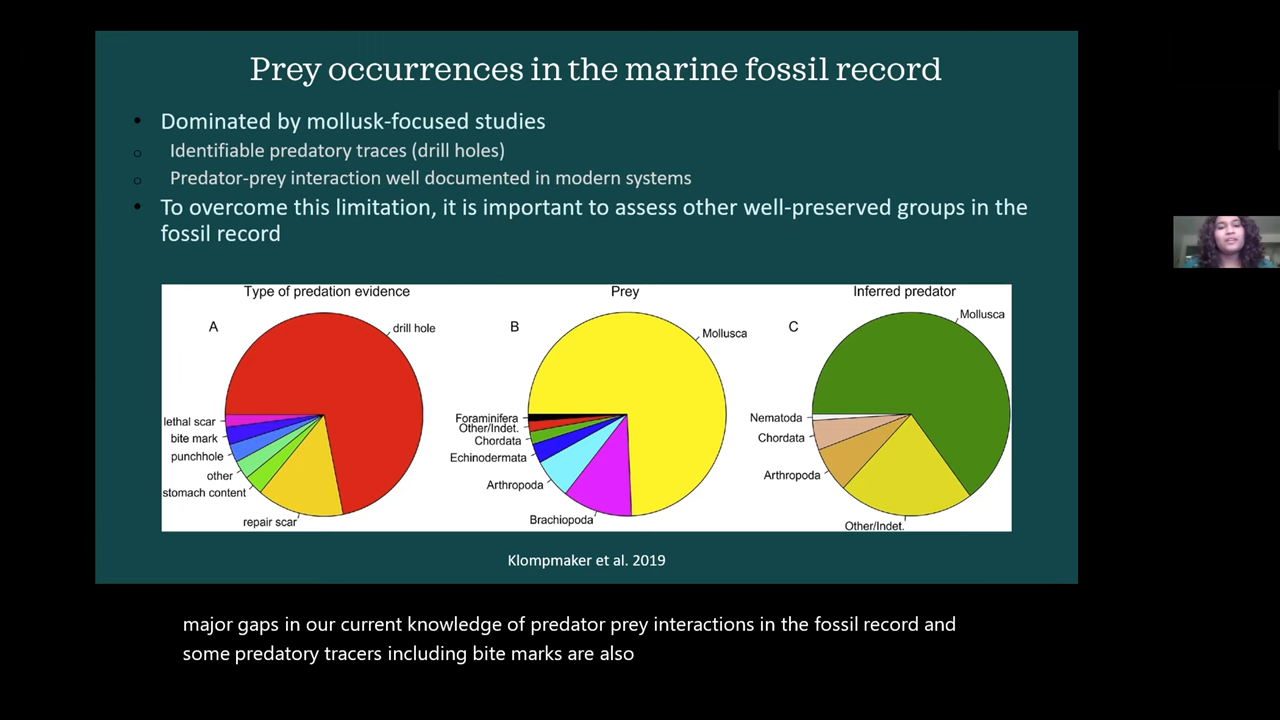 Prey occurrences in the marine fossil record
• Dominated by mollusk-focused studies
o Identifiable predatory traces (drill holes)
o Predator-prey interaction well documented in modern systems
• To overcome this limitation, it is important to assess other well-preserved groups in the
fossil record
Type of predation evidence
A
drill hole
lethal scar
bite mark
punchhole
other
stomach content
repair scar
Prey
B
Mollusca
Foraminifera
Other/Indet.
Chordata
Echinodermata
Arthropoda
Brachiopoda
Inferred predator
C
Mollusca
Nematoda
Chordata
Arthropoda
Other/Indet.
Klompmaker et al. 2019
major gaps in our current knowledge of predator prey interactions in the fossil record and
some predatory tracers including bite marks are also